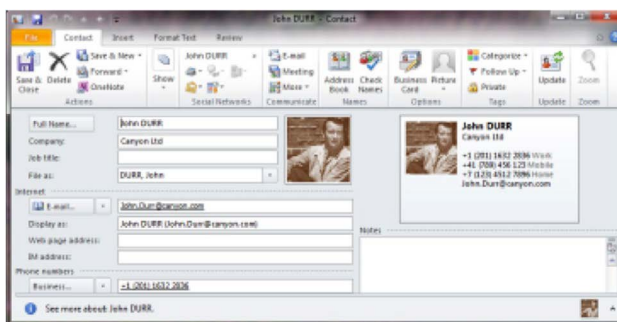 John DURR - Contact
File Contact Insert Format Text Review
Save & Close
Delete
Save & New
Forward
OneNote
Actions
Show
John DURR
Social Networks
E-mail
Meeting
More
Communicate
Address Book
Check Names
Names
Business Card
Picture
Options
Categorize
Follow Up
Private
Tags
Update
Update
Zoom
Zoom
Full Name... John DURR
Company: Canyon Ltd
Job title:
File as: DURR, John
Internet
E-mail... John.Durr@canyon.com
Display as: John DURR (John.Durr@canyon.com)
Web page address:
IM address:
Phone numbers
Business... +1 (201) 1632 2836
John DURR
Canyon Ltd
+1 (201) 1632 2836 Work
+41 (789) 456 123 Mobile
+7 (123) 4512 7896 Home
John.Durr@canyon.com
Notes
See more about: John DURR.